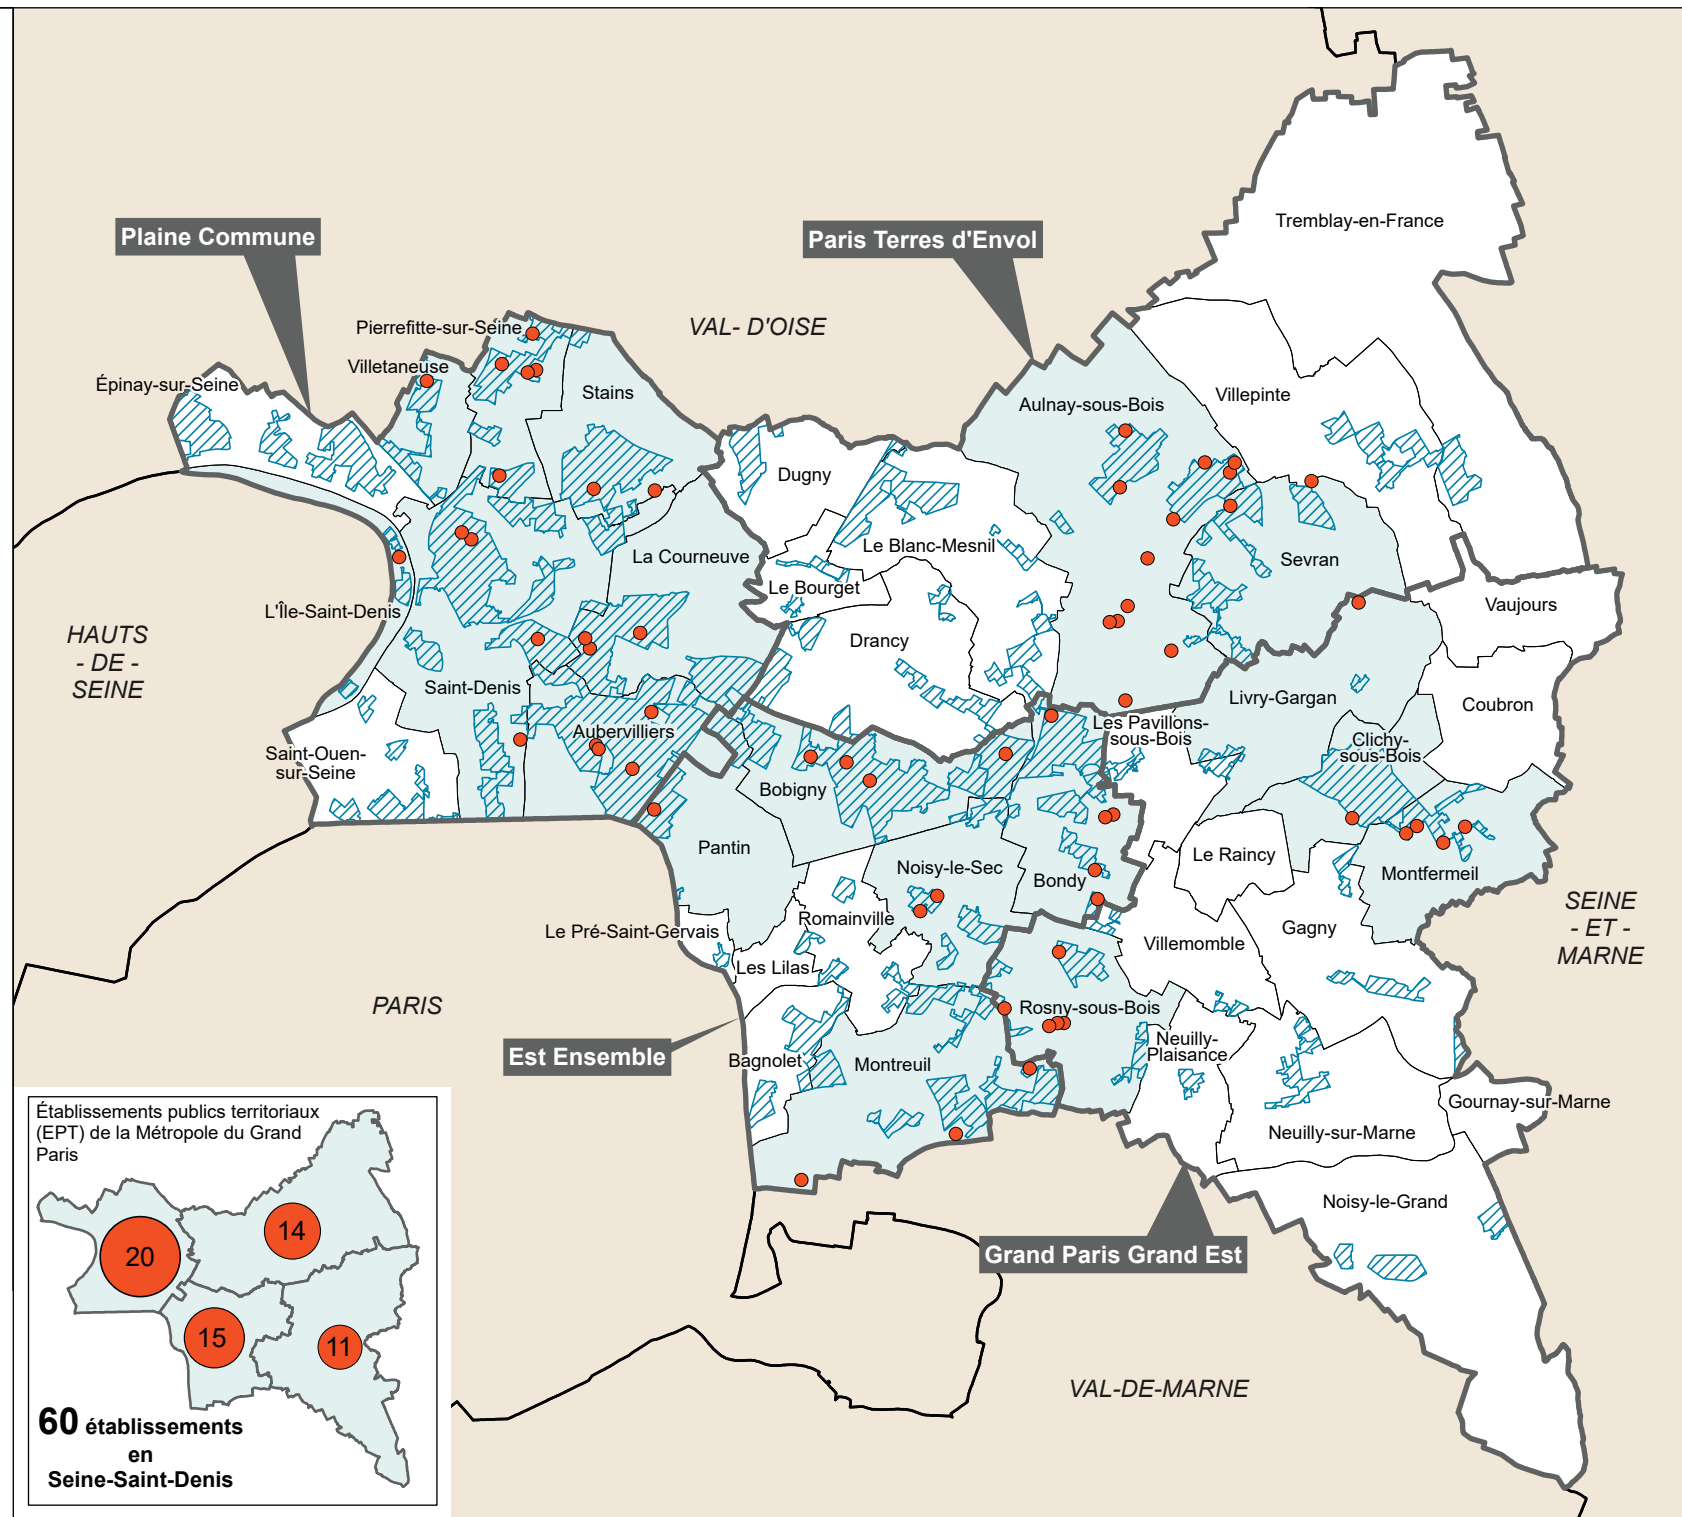 Tremblay-en-France
Plaine Commune
Paris Terres d'Envol
VAL- D'OISE
Pierrefitte-sur-Seine
Villetaneuse
Épinay-sur-Seine
Stains
Aulnay-sous-Bois
Villepinte
Dugny
Le Blanc-Mesnil
La Courneuve
Sevran
Le Bourget
L'Île-Saint-Denis
Vaujours
HAUTS
- DE -
SEINE
Drancy
Saint-Denis
Livry-Gargan
Coubron
Les Pavillons-
sous-Bois
Aubervilliers
Clichy-
sous-Bois
Saint-Ouen-
sur-Seine
Bobigny
Pantin
Le Raincy
Noisy-le-Sec
Bondy
Montfermeil
Romainville
Le Pré-Saint-Gervais
Villemomble
Gagny
SEINE
- ET -
MARNE
Les Lilas
PARIS
Rosny-sous-Bois
Neuilly-
Plaisance
Est Ensemble
Bagnolet
Montreuil
Gournay-sur-Marne
Neuilly-sur-Marne
Noisy-le-Grand
Grand Paris Grand Est
VAL-DE-MARNE
Établissements publics territoriaux
(EPT) de la Métropole du Grand
Paris
14
20
15
11
60 établissements
en
Seine-Saint-Denis